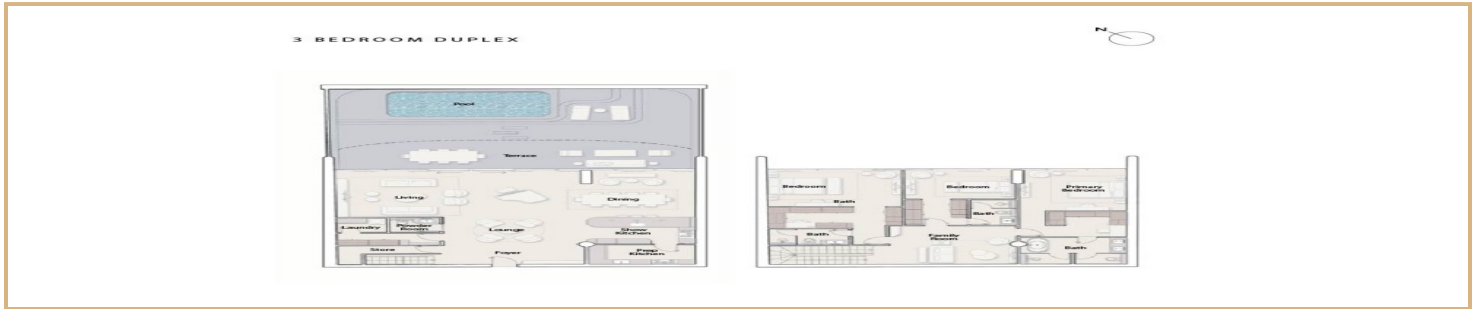 3 BEDROOM DUPLEX
N
Pool
Terrace
Living
Dining
Laundry
Powder
Room
Lounge
Show
Kitchen
Store
Foyer
Prep
Kitchen
Bedroom
Bedroom
Primary
Bedroom
Bath
Bath
Bath
Family
Room
Bath